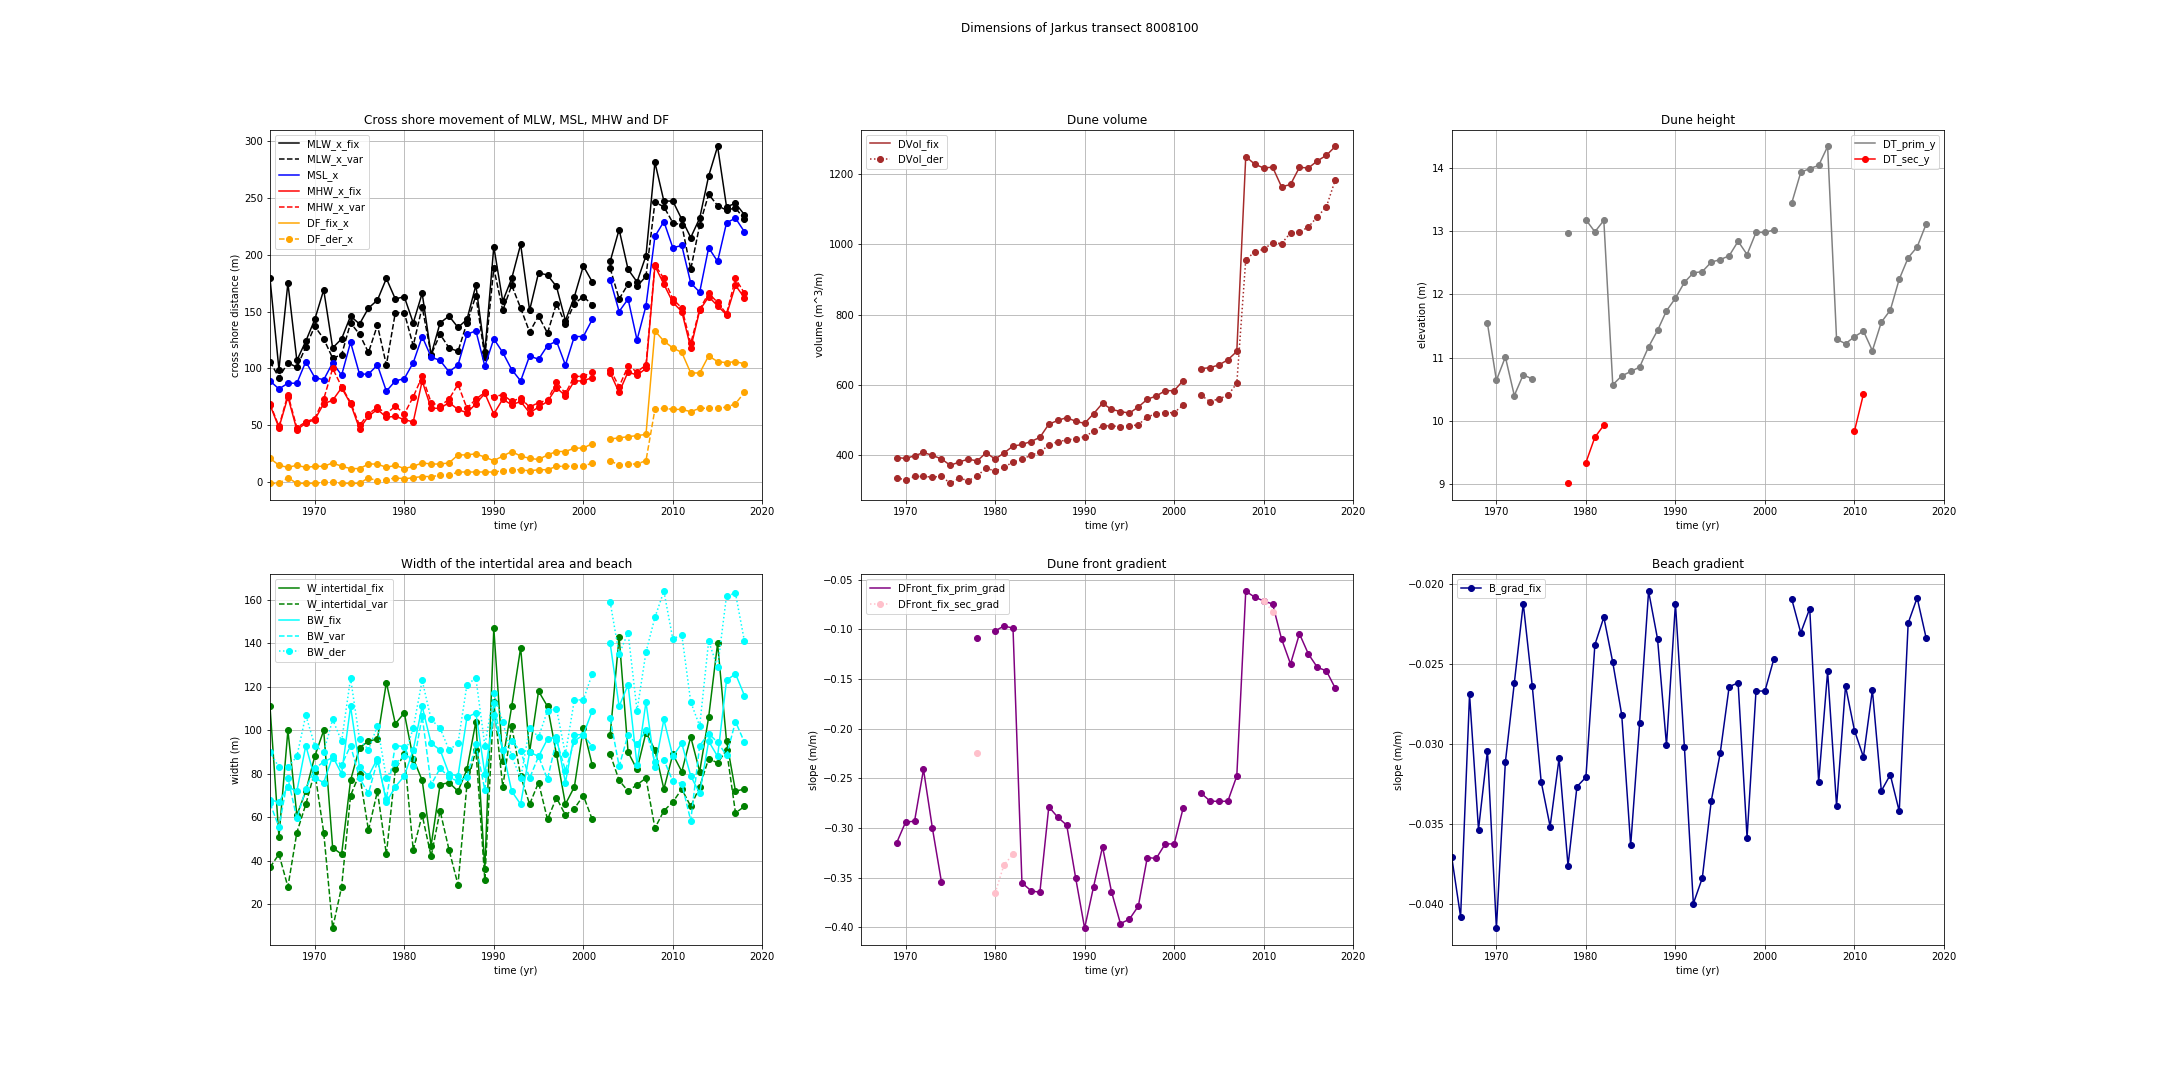 Dimensions of Jarkus transect 8008100
Cross shore movement of MLW, MSL, MHW and DF
300
250
200
150
100
50
0
cross shore distance (m)
MLW_x_fix
MLW_x_var
MSL_x
MHW_x_fix
MHW_x_var
DF_fix_x
DF_der_x
1970 1980 1990 2000 2010 2020
time (yr)
Dune volume
1200
1000
800
600
400
volume (m^3/m)
DVol_fix
DVol_der
1970 1980 1990 2000 2010 2020
time (yr)
Dune height
14
13
12
11
10
9
elevation (m)
DT_prim_y
DT_sec_y
1970 1980 1990 2000 2010 2020
time (yr)
Width of the intertidal area and beach
160
140
120
100
80
60
40
20
width (m)
W_intertidal_fix
W_intertidal_var
BW_fix
BW_var
BW_der
1970 1980 1990 2000 2010 2020
time (yr)
Dune front gradient
−0.05
−0.10
−0.15
−0.20
−0.25
−0.30
−0.35
−0.40
slope (m/m)
DFront_fix_prim_grad
DFront_fix_sec_grad
1970 1980 1990 2000 2010 2020
time (yr)
Beach gradient
−0.020
−0.025
−0.030
−0.035
−0.040
slope (m/m)
B_grad_fix
1970 1980 1990 2000 2010 2020
time (yr)